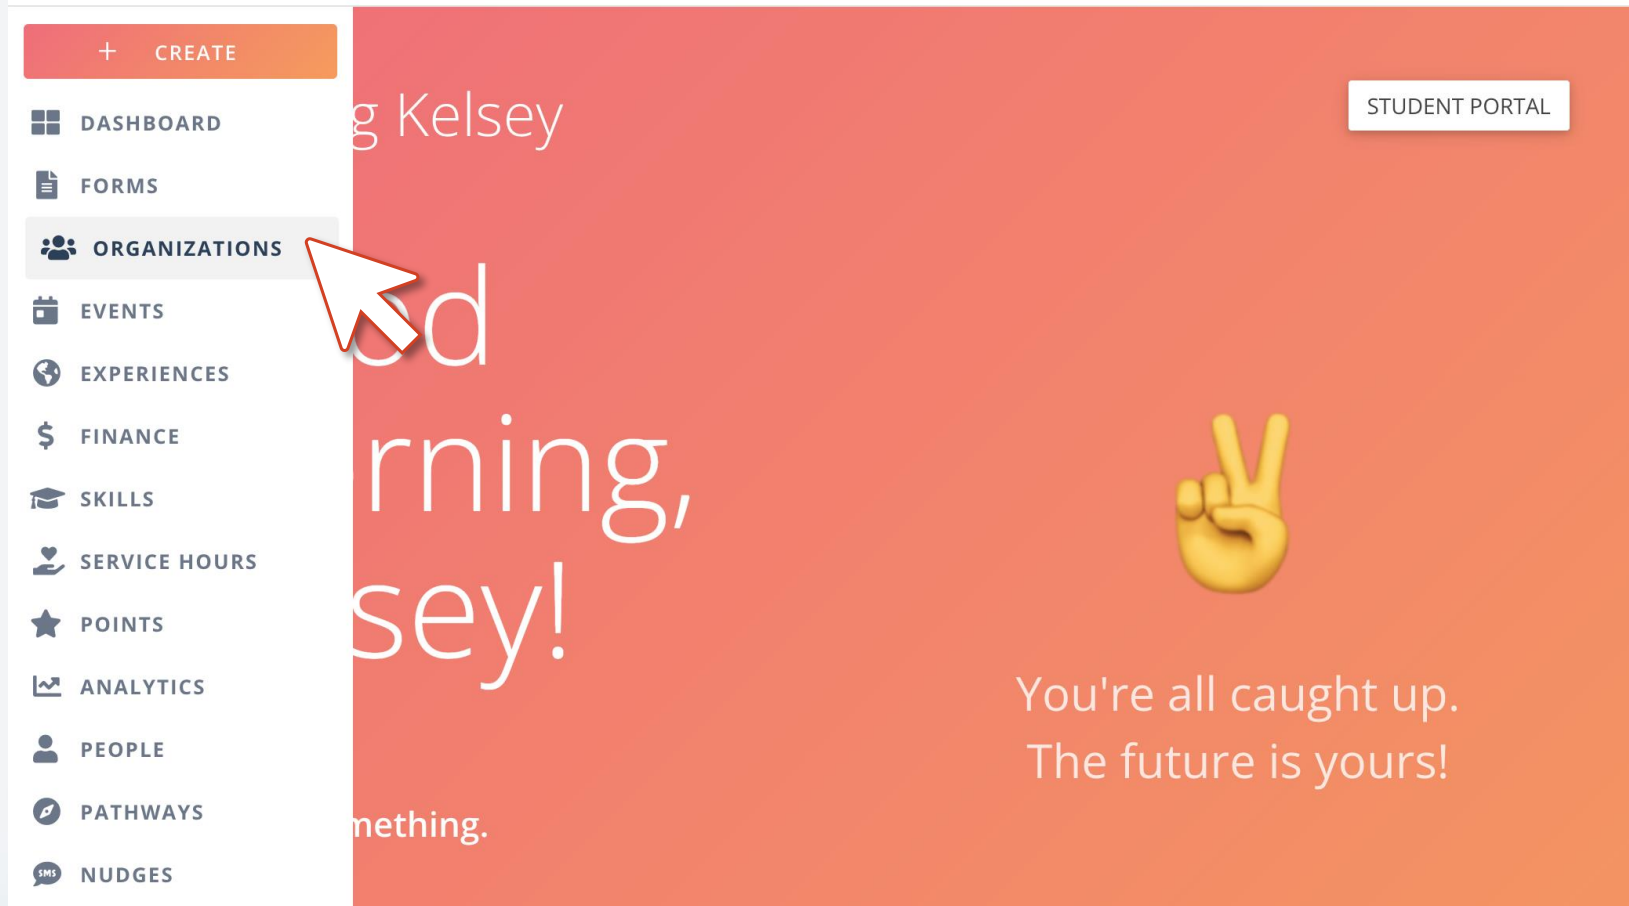 CREATE
DASHBOARD
FORMS
ORGANIZATIONS
EVENTS
EXPERIENCES
FINANCE
SKILLS
SERVICE HOURS
POINTS
ANALYTICS
PEOPLE
PATHWAYS
SMS NUDGES
g Kelsey
STUDENT PORTAL
od
rning,
sey!
mething.
You're all caught up.
The future is yours!